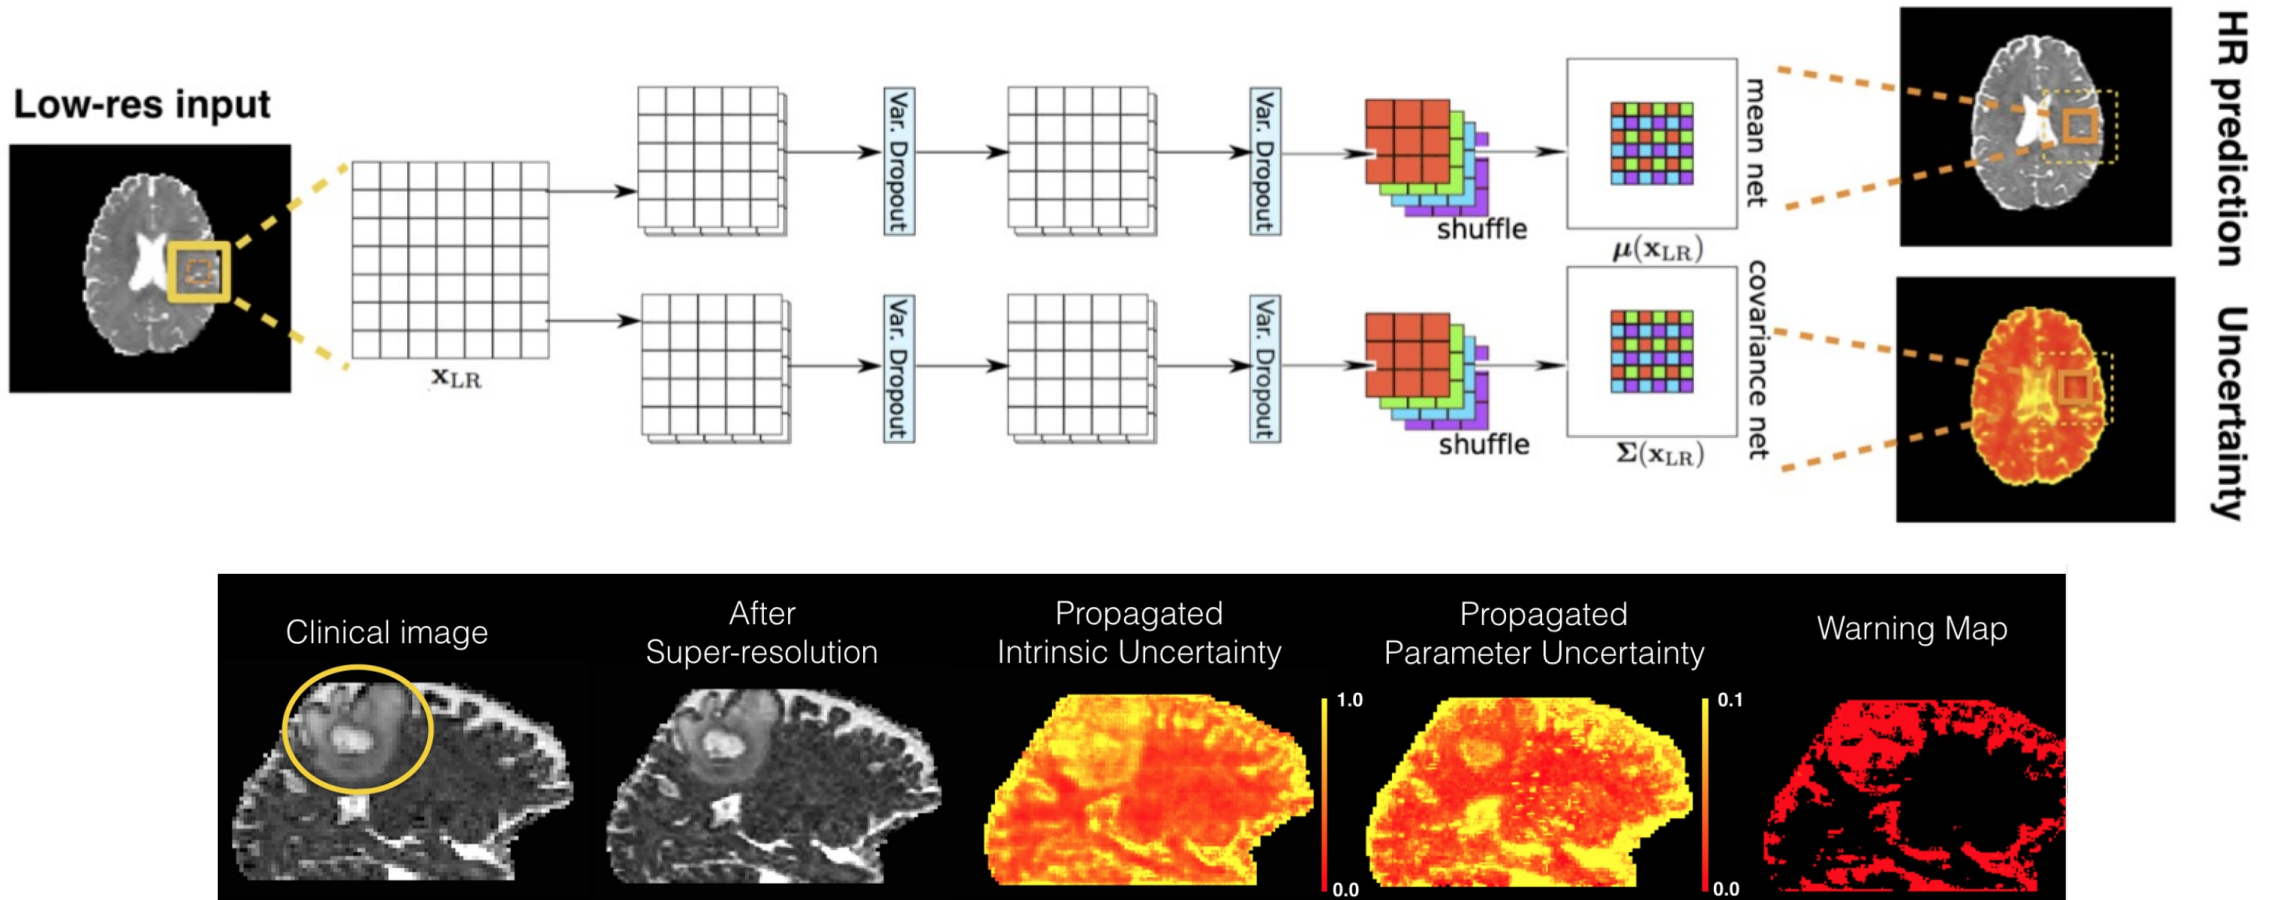 Low-res input
x_LR
Var. Dropout
Var. Dropout
shuffle
mean net
μ(x_LR)
HR prediction
Var. Dropout
Var. Dropout
shuffle
covariance net
Σ(x_LR)
Uncertainty
Clinical image
After
Super-resolution
Propagated
Intrinsic Uncertainty
1.0
0.0
Propagated
Parameter Uncertainty
0.1
0.0
Warning Map